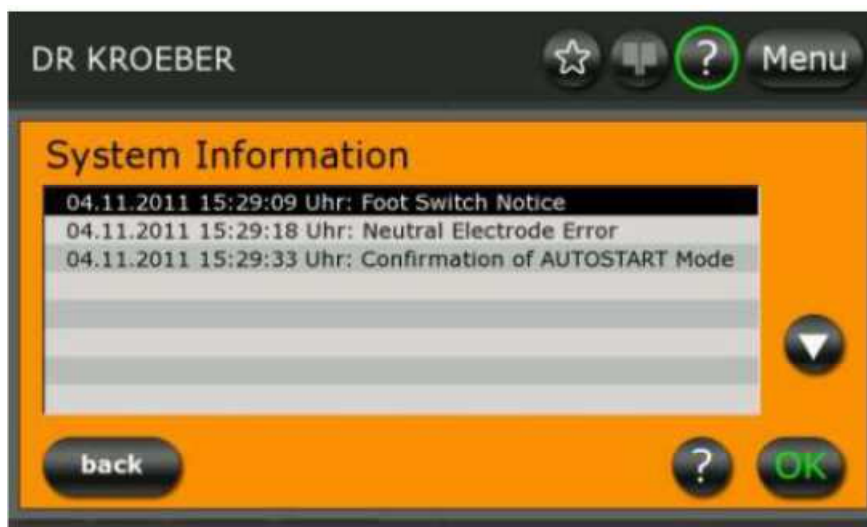 DR KROEBER
? Menu
System Information
04.11.2011 15:29:09 Uhr: Foot Switch Notice
04.11.2011 15:29:18 Uhr: Neutral Electrode Error
04.11.2011 15:29:33 Uhr: Confirmation of AUTOSTART Mode
back ? OK